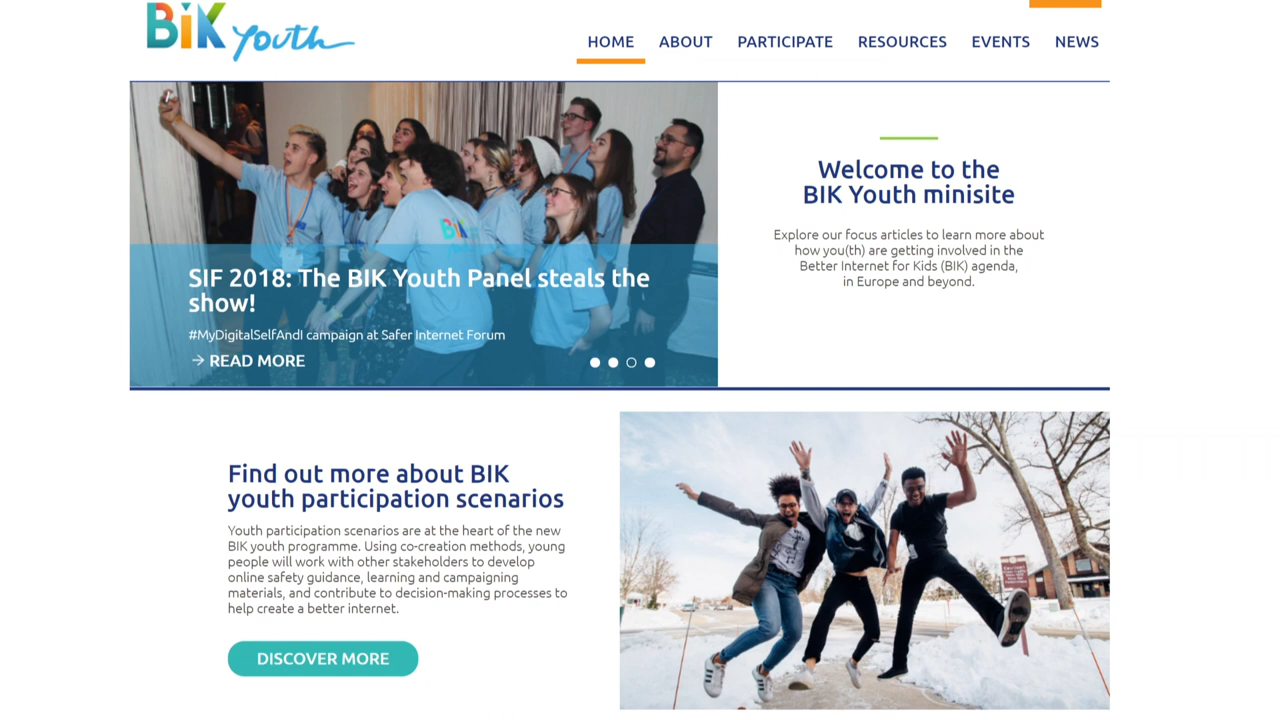 BiK Youth
HOME ABOUT PARTICIPATE RESOURCES EVENTS NEWS
SIF 2018: The BIK Youth Panel steals the
show!
#MyDigitalSelfAndI campaign at Safer Internet Forum
→ READ MORE
Welcome to the
BIK Youth minisite
Explore our focus articles to learn more about
how you(th) are getting involved in the
Better Internet for Kids (BIK) agenda,
in Europe and beyond.
Find out more about BIK
youth participation scenarios
Youth participation scenarios are at the heart of the new
BIK youth programme. Using co-creation methods, young
people will work with other stakeholders to develop
online safety guidance, learning and campaigning
materials, and contribute to decision-making processes to
help create a better internet.
DISCOVER MORE